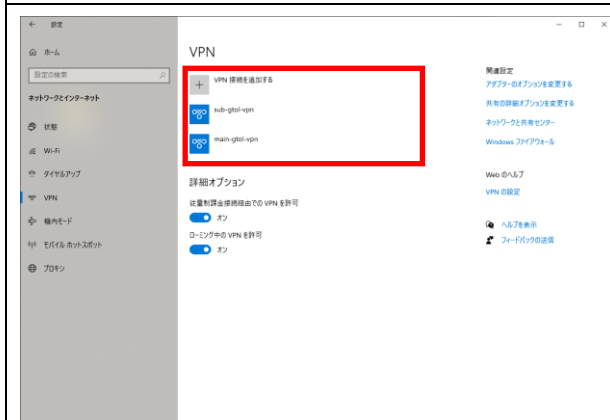 設定
ホーム
設定の検索
ネットワークとインターネット
状態
Wi-Fi
ダイヤルアップ
VPN
機内モード
モバイル ホットスポット
プロキシ
VPN
VPN 接続を追加する
sub-gtol-vpn
main-gtol-vpn
詳細オプション
従量制課金接続経由での VPN を許可
オン
ローミング中の VPN を許可
オン
関連設定
アダプターのオプションを変更する
共有の詳細オプションを変更する
ネットワークと共有センター
Windows ファイアウォール
Web のヘルプ
VPN の設定
ヘルプを表示
フィードバックの送信